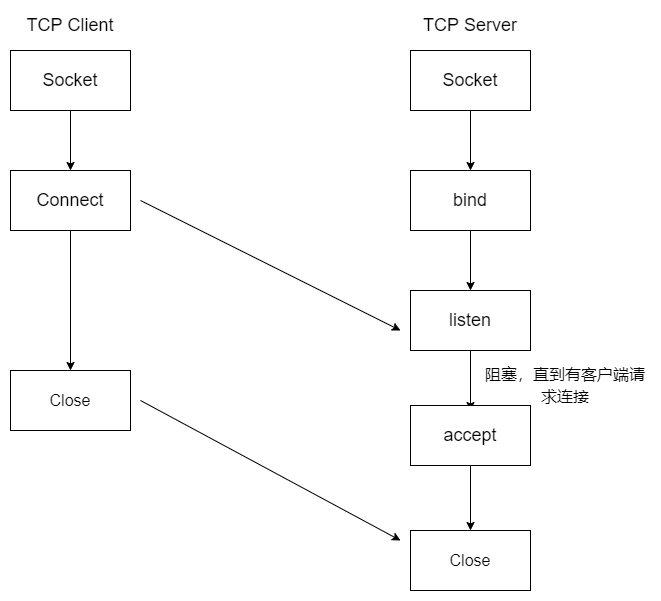 TCP Client
TCP Server
Socket
Socket
Connect
bind
listen
阻塞，直到有客户端请
求连接
Close
accept
Close